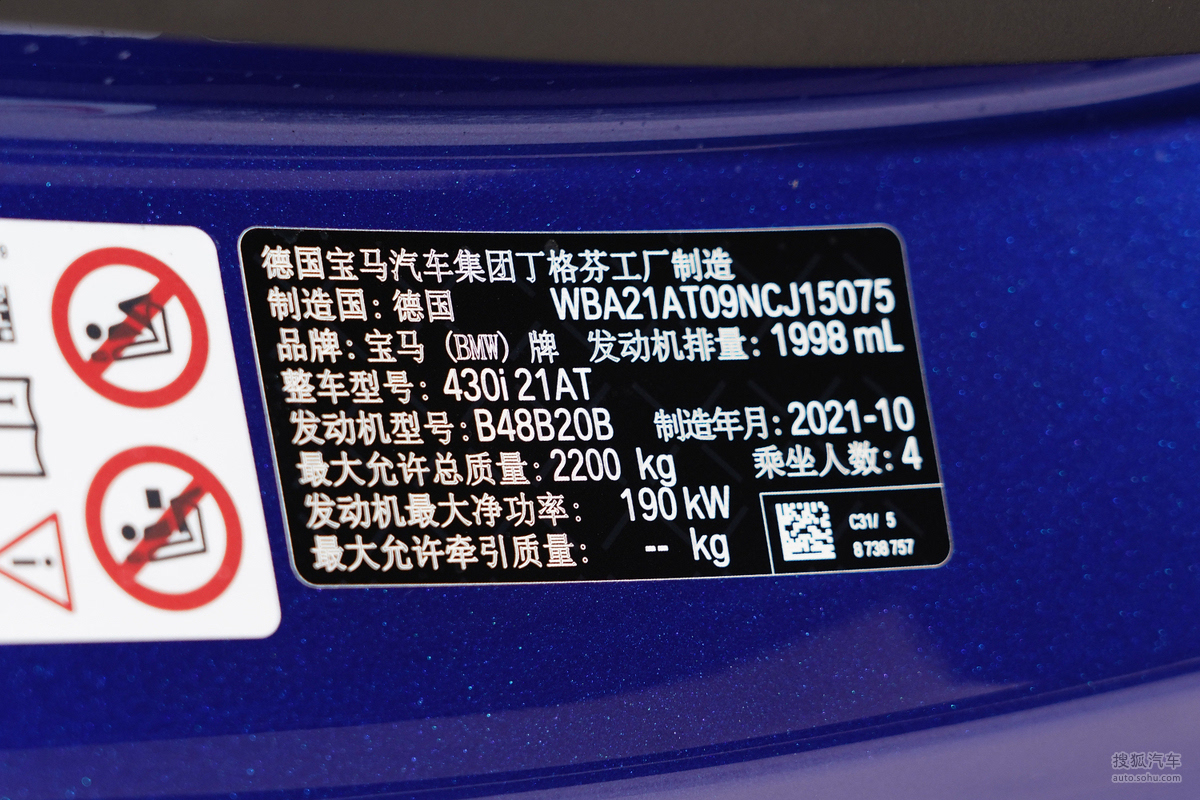 德国宝马汽车集团丁格芬工厂制造
制造国：德国 WBA21AT09NCJ15075
品牌：宝马 (BMW) 牌 发动机排量：1998 mL
整车型号：430i 21AT
发动机型号：B48B20B 制造年月：2021-10
最大允许总质量：2200 kg 乘坐人数：4
发动机最大净功率： 190 kW
最大允许牵引质量： -- kg
C31/ 5
8 738 757
搜狐汽车
auto.sohu.com